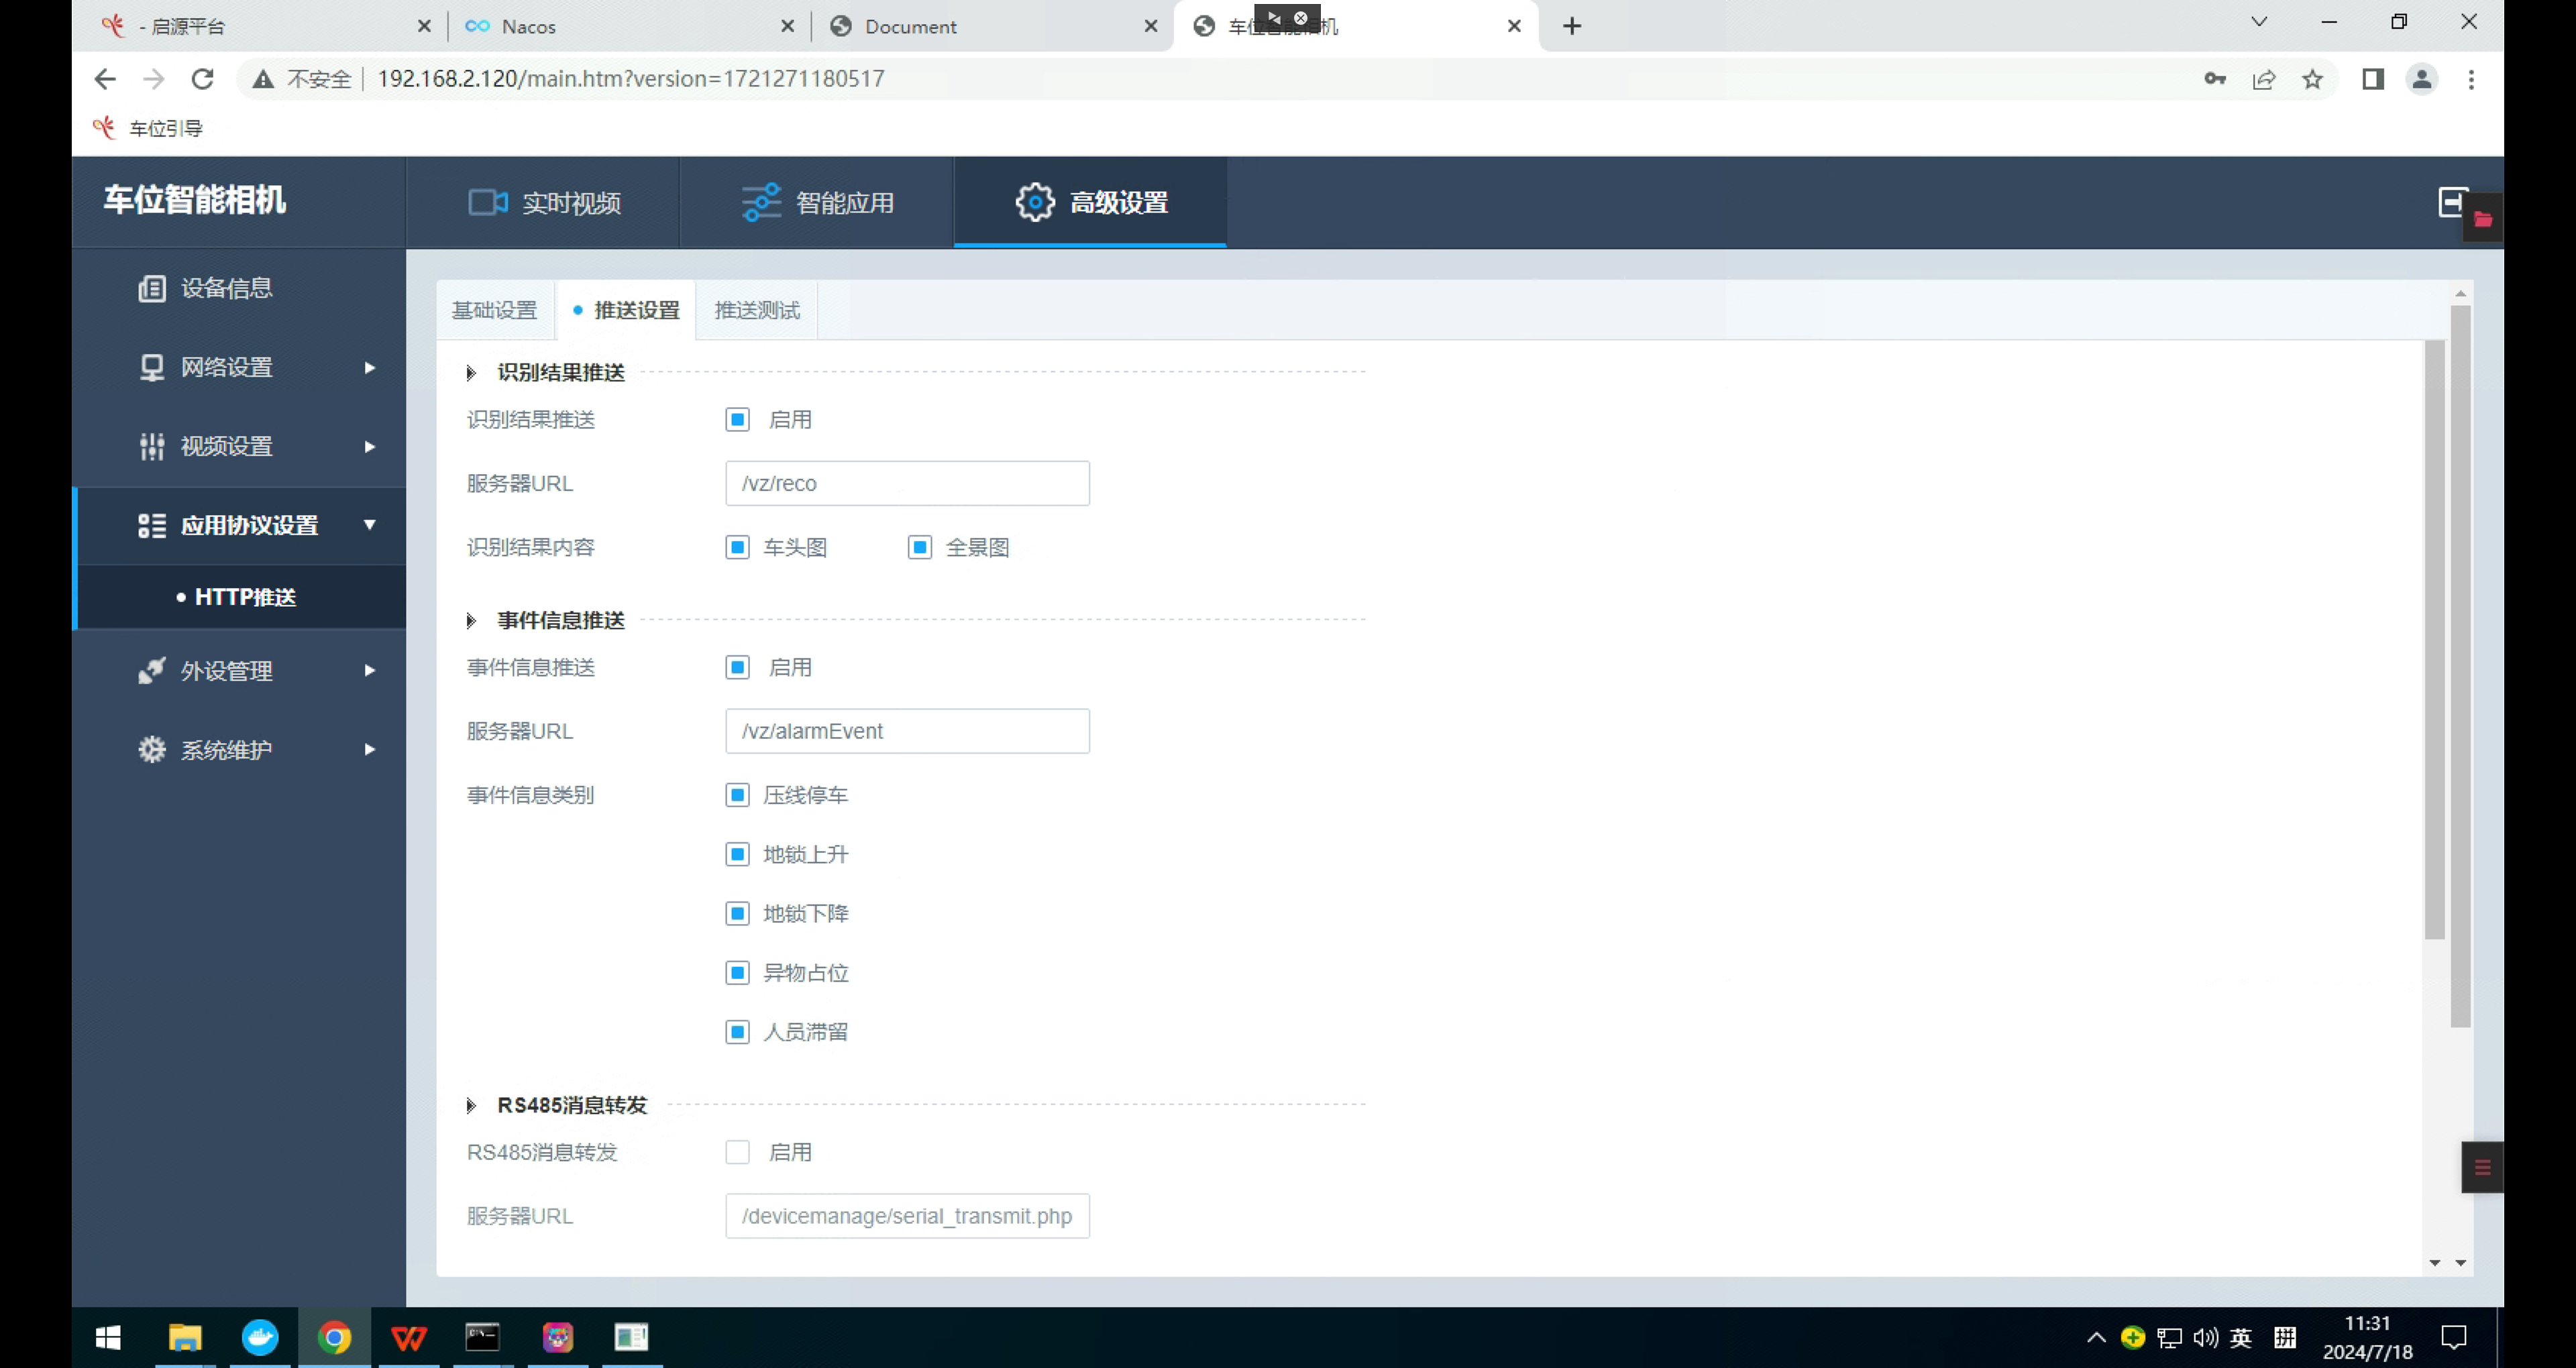 - 启源平台
Nacos
Document
车位智能相机
不安全 192.168.2.120/main.htm?version=1721271180517
车位引导
车位智能相机
实时视频
智能应用
高级设置
设备信息
网络设置
视频设置
应用协议设置
HTTP推送
外设管理
系统维护
基础设置
推送设置
推送测试
识别结果推送
识别结果推送 启用
服务器URL /vz/reco
识别结果内容 车头图 全景图
事件信息推送
事件信息推送 启用
服务器URL /vz/alarmEvent
事件信息类别 压线停车
地锁上升
地锁下降
异物占位
人员滞留
RS485消息转发
RS485消息转发 启用
服务器URL /devicemanage/serial_transmit.php
英 拼
11:31
2024/7/18